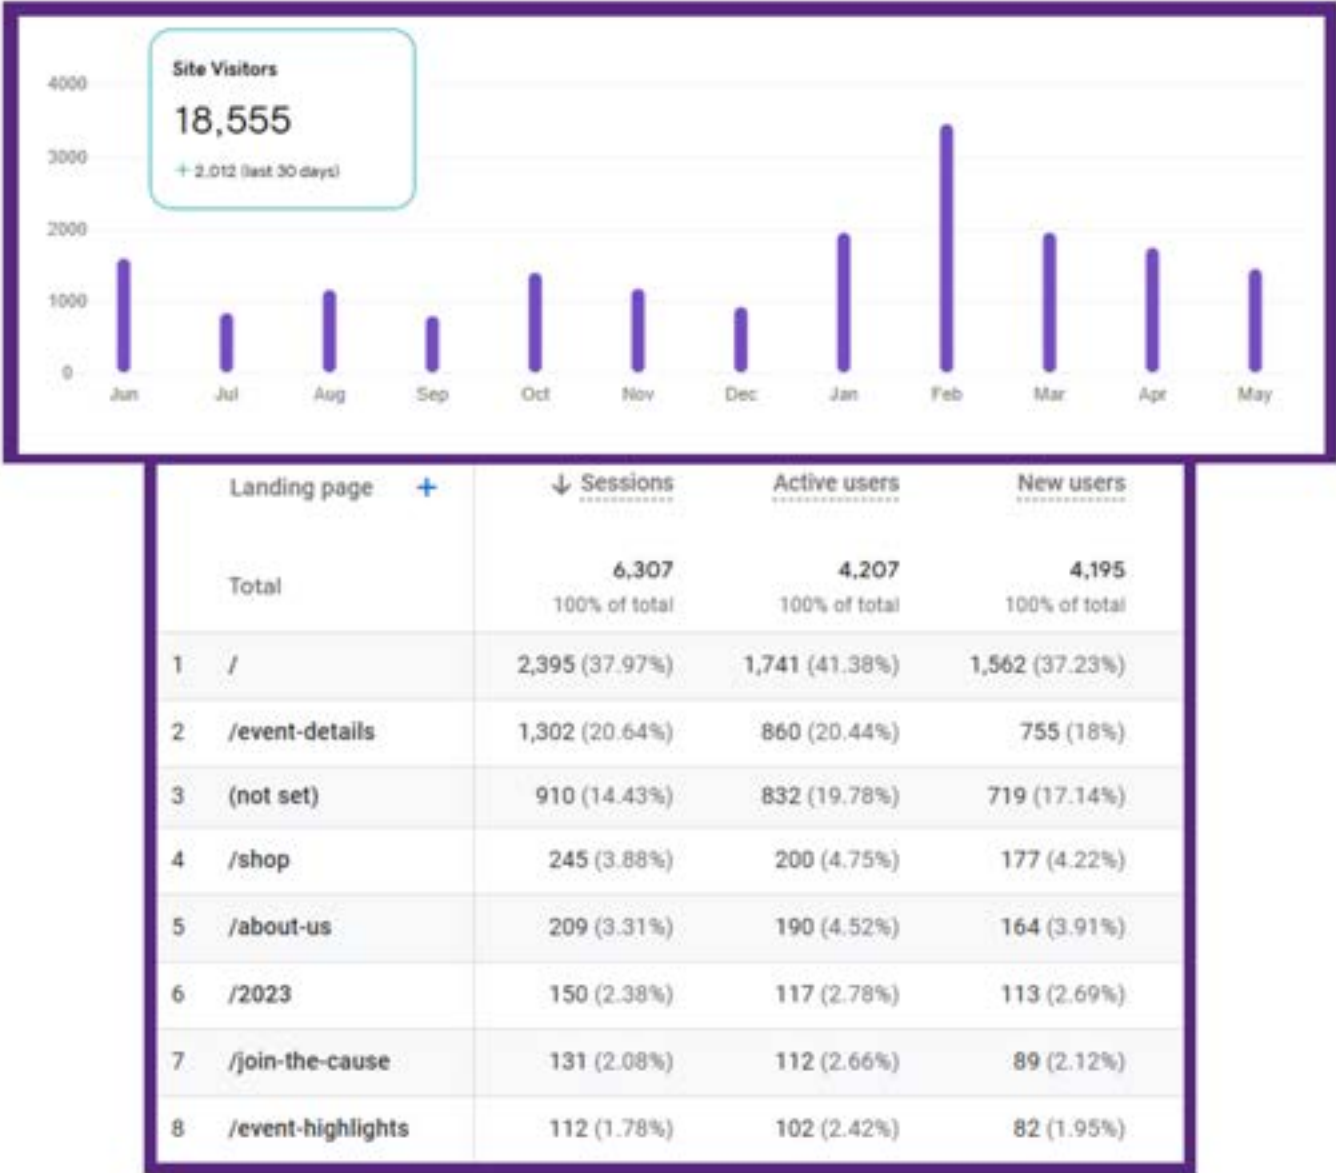 Site Visitors
18,555
+ 2,012 (last 30 days)
4000
3000
2000
1000
0
Jun Jul Aug Sep Oct Nov Dec Jan Feb Mar Apr May
Landing page + ↓ Sessions Active users New users
Total 6,307 4,207 4,195
100% of total 100% of total 100% of total
1 / 2,395 (37.97%) 1,741 (41.38%) 1,562 (37.23%)
2 /event-details 1,302 (20.64%) 860 (20.44%) 755 (18%)
3 (not set) 910 (14.43%) 832 (19.78%) 719 (17.14%)
4 /shop 245 (3.88%) 200 (4.75%) 177 (4.22%)
5 /about-us 209 (3.31%) 190 (4.52%) 164 (3.91%)
6 /2023 150 (2.38%) 117 (2.78%) 113 (2.69%)
7 /join-the-cause 131 (2.08%) 112 (2.66%) 89 (2.12%)
8 /event-highlights 112 (1.78%) 102 (2.42%) 82 (1.95%)